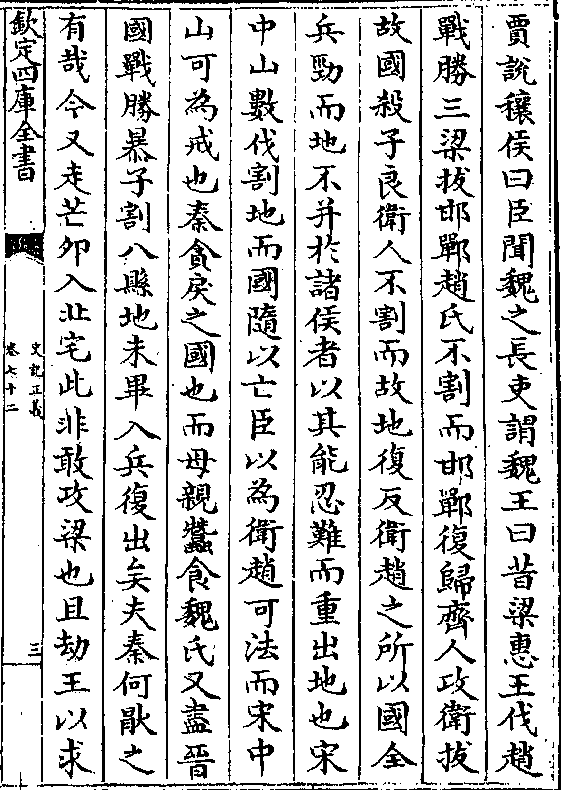 賈說穰侯曰臣聞魏之長吏謂魏王曰昔梁惠王伐趙
戰勝三梁拔邯鄲趙氏不割而邯鄲復歸齊人攻衛拔
故國殺子良衛人不割而故地復反衛趙之所以國全
兵勁而地不并於諸侯者以其能忍難而重出地也宋
中山數伐割地而國隨以亡臣以為衛趙可法而宋中
山可為戒也秦貪戾之國也而毋親蠶食魏氏又盡晉
國戰勝暴子割八縣地未畢入兵復出矣夫秦何厭之
有哉今又走芒卯入北宅此非敢攻梁也且劫王以求
欽定四庫全書
史記正義
卷七十二
三